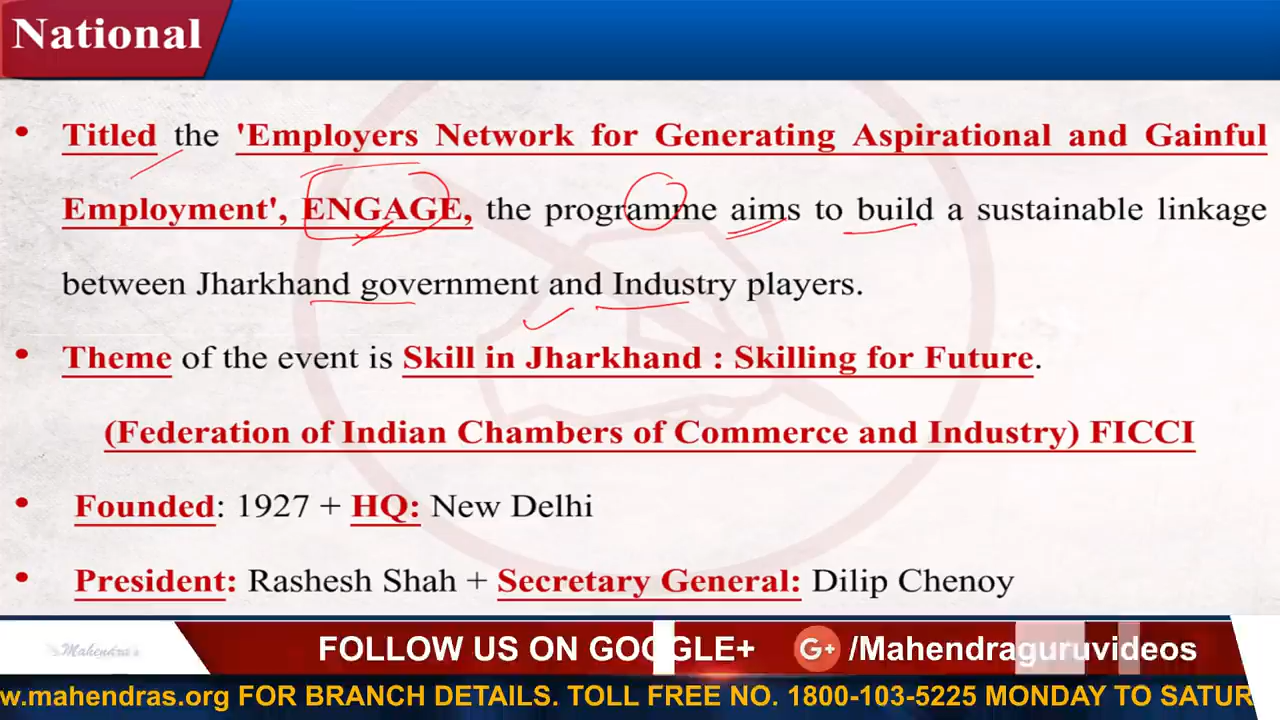 National
• Titled the 'Employers Network for Generating Aspirational and Gainful
Employment', ENGAGE, the programme aims to build a sustainable linkage
between Jharkhand government and Industry players.
• Theme of the event is Skill in Jharkhand : Skilling for Future.
(Federation of Indian Chambers of Commerce and Industry) FICCI
• Founded: 1927 + HQ: New Delhi
• President: Rashesh Shah + Secretary General: Dilip Chenoy
Mahendra's
FOLLOW US ON GOOGLE+ G+ /Mahendraguruvideos
w.mahendras.org FOR BRANCH DETAILS. TOLL FREE NO. 1800-103-5225 MONDAY TO SATUR